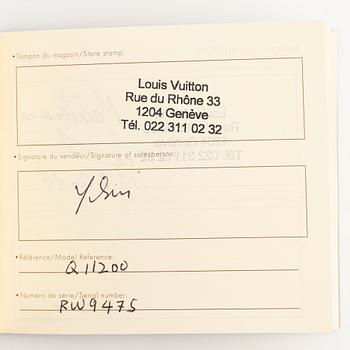 • Tampon du magasin/Store stamp:
Louis Vuitton
Rue du Rhône 33
1204 Genève
Tél. 022 311 02 32
• Signature du vendeur/Signature of salesperson:
• Référence/Model Reference:
Q11200
• Numéro de série/Serial number:
RW9475